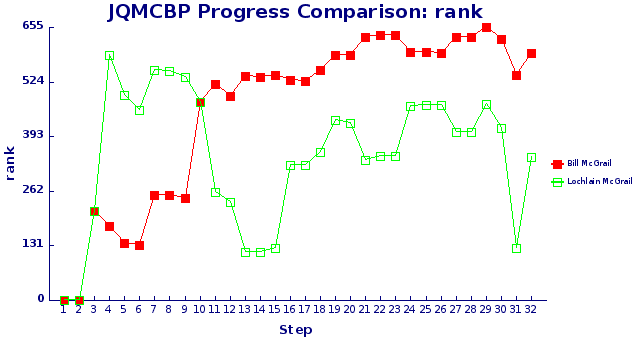 JQMCBP Progress Comparison: rank
655
524
393
262
131
0
rank
1 2 3 4 5 6 7 8 9 10 11 12 13 14 15 16 17 18 19 20 21 22 23 24 25 26 27 28 29 30 31 32
Step
Bill McGrail
Lochlain McGrail